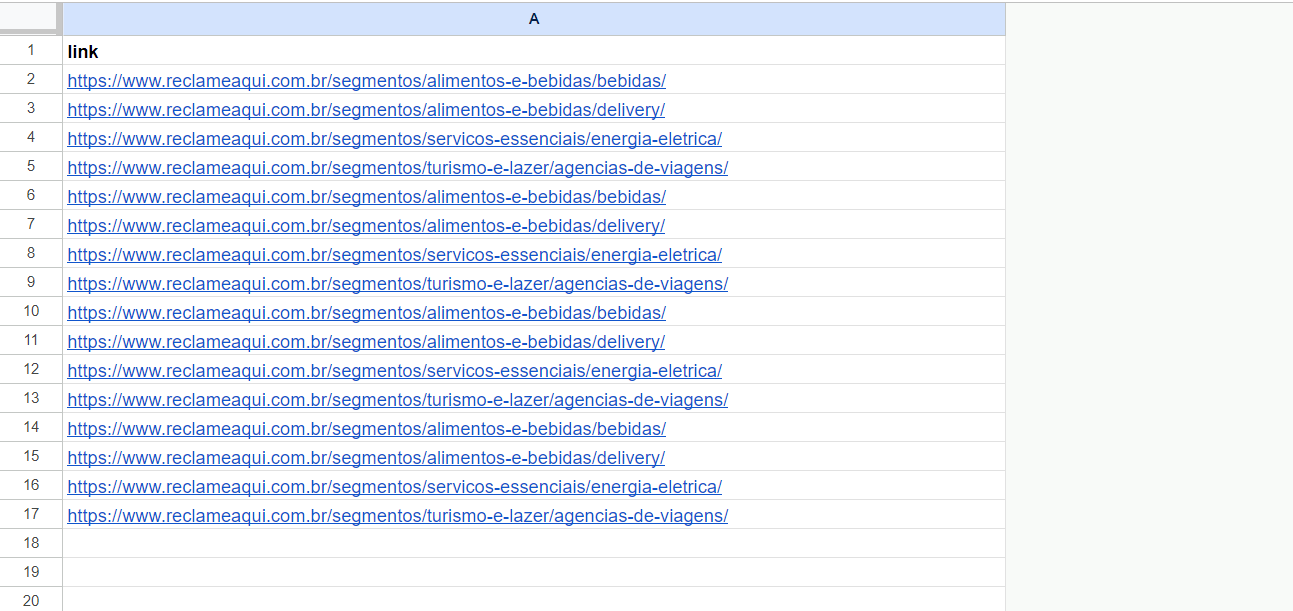 A
1 link
2 https://www.reclameaqui.com.br/segmentos/alimentos-e-bebidas/bebidas/
3 https://www.reclameaqui.com.br/segmentos/alimentos-e-bebidas/delivery/
4 https://www.reclameaqui.com.br/segmentos/servicos-essenciais/energia-eletrica/
5 https://www.reclameaqui.com.br/segmentos/turismo-e-lazer/agencias-de-viagens/
6 https://www.reclameaqui.com.br/segmentos/alimentos-e-bebidas/bebidas/
7 https://www.reclameaqui.com.br/segmentos/alimentos-e-bebidas/delivery/
8 https://www.reclameaqui.com.br/segmentos/servicos-essenciais/energia-eletrica/
9 https://www.reclameaqui.com.br/segmentos/turismo-e-lazer/agencias-de-viagens/
10 https://www.reclameaqui.com.br/segmentos/alimentos-e-bebidas/bebidas/
11 https://www.reclameaqui.com.br/segmentos/alimentos-e-bebidas/delivery/
12 https://www.reclameaqui.com.br/segmentos/servicos-essenciais/energia-eletrica/
13 https://www.reclameaqui.com.br/segmentos/turismo-e-lazer/agencias-de-viagens/
14 https://www.reclameaqui.com.br/segmentos/alimentos-e-bebidas/bebidas/
15 https://www.reclameaqui.com.br/segmentos/alimentos-e-bebidas/delivery/
16 https://www.reclameaqui.com.br/segmentos/servicos-essenciais/energia-eletrica/
17 https://www.reclameaqui.com.br/segmentos/turismo-e-lazer/agencias-de-viagens/
18
19
20